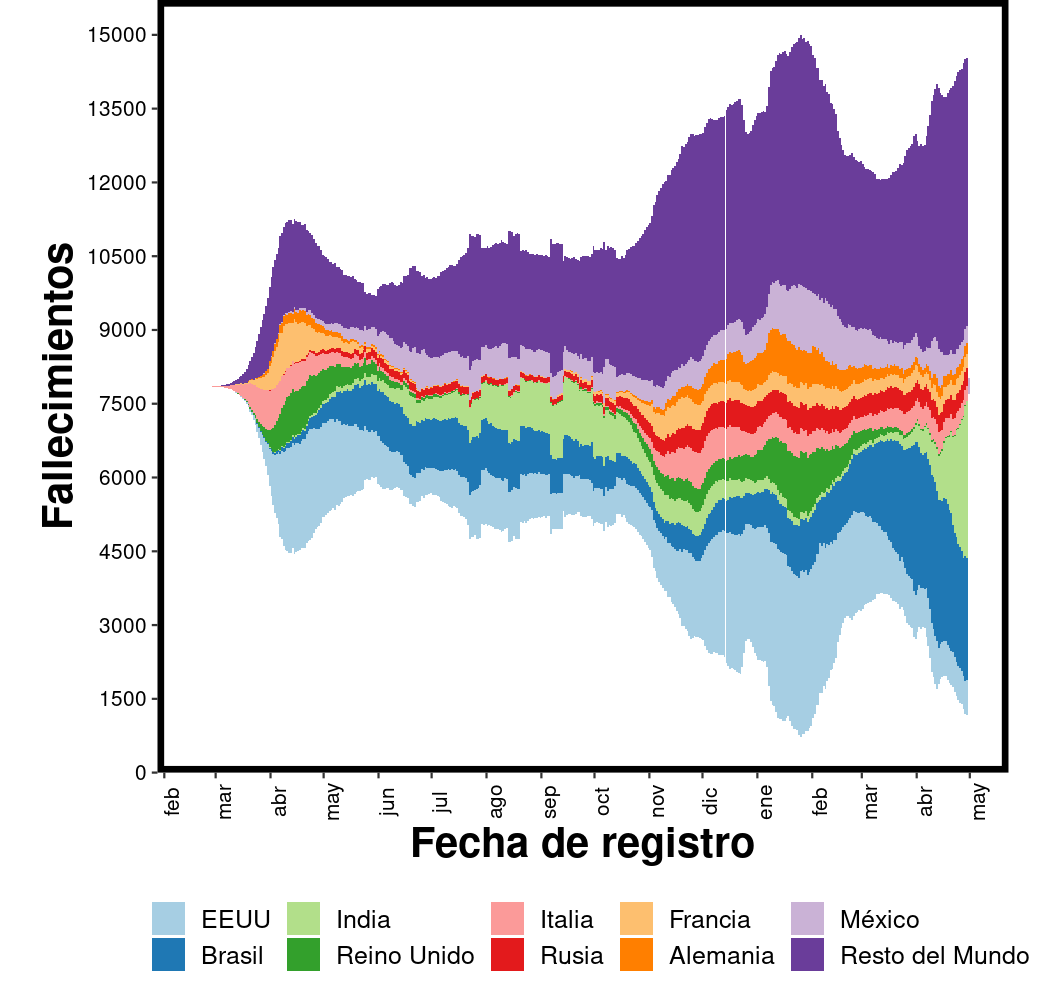 Fallecimientos
15000
13500
12000
10500
9000
7500
6000
4500
3000
1500
0
feb mar abr may jun jul ago sep oct nov dic ene feb mar abr may
Fecha de registro
EEUU India Italia Francia México
Brasil Reino Unido Rusia Alemania Resto del Mundo